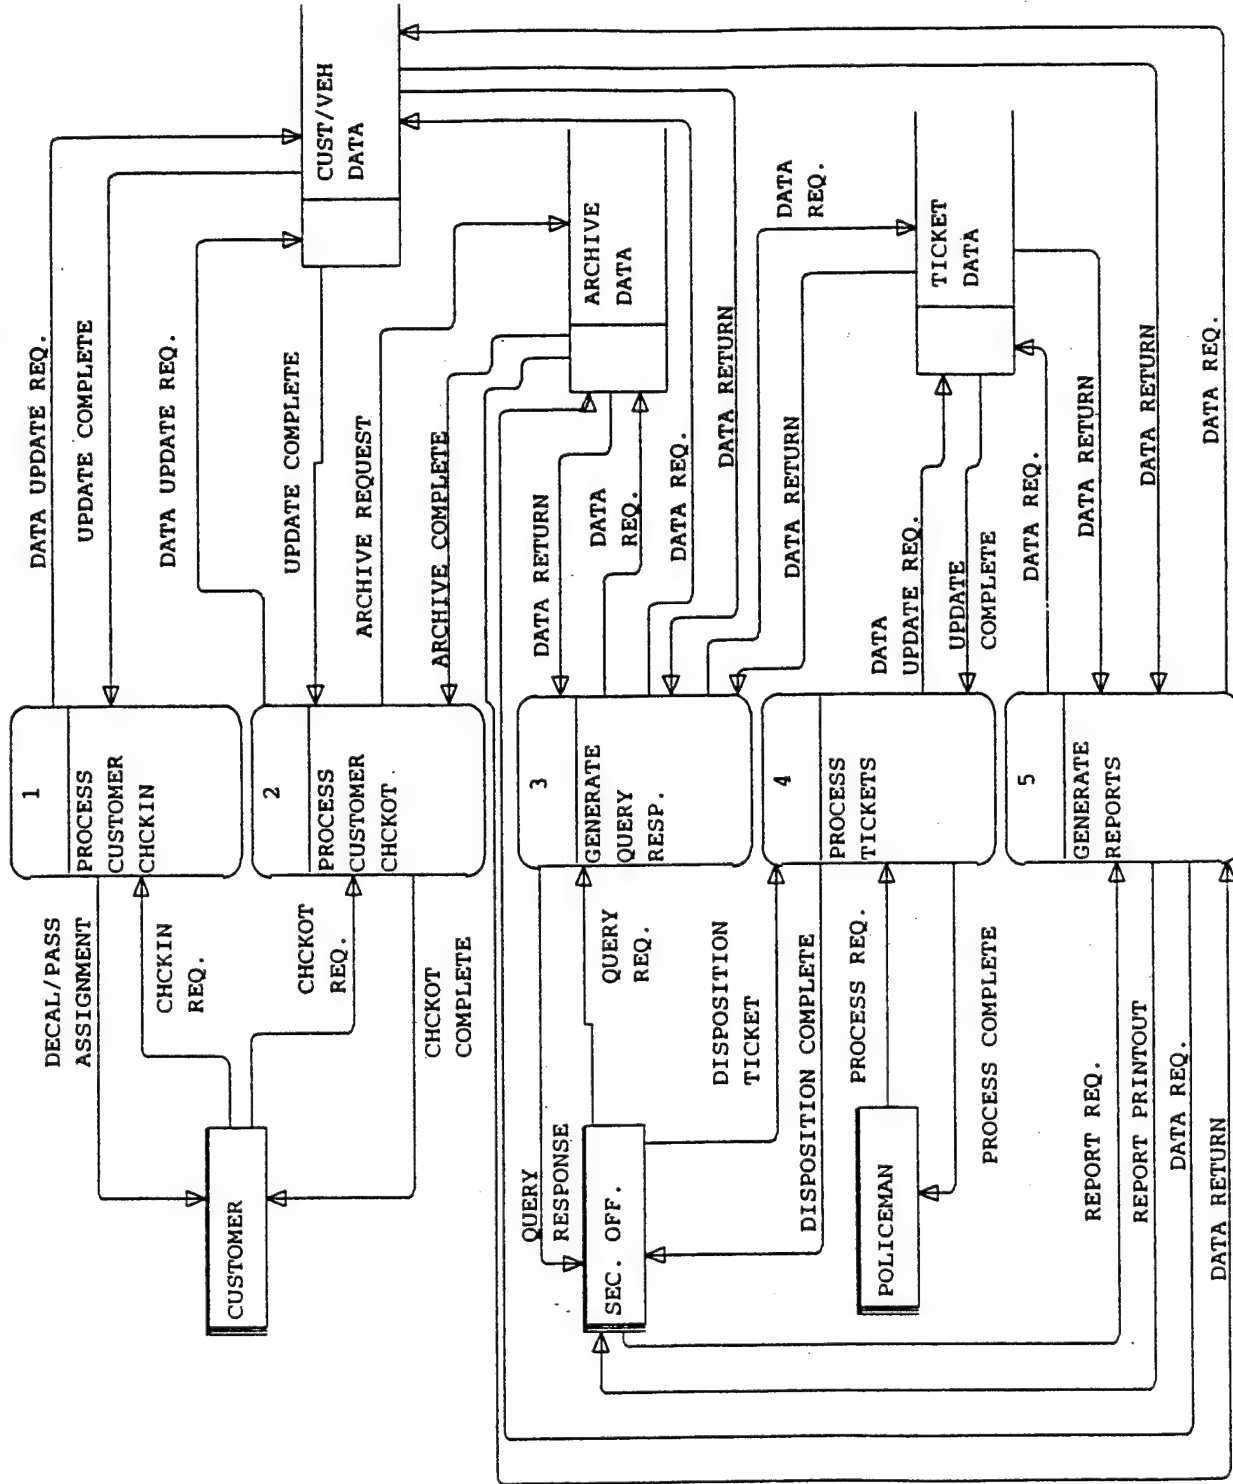 DATA UPDATE REQ.
UPDATE COMPLETE
DATA UPDATE REQ.
UPDATE COMPLETE
ARCHIVE REQUEST
ARCHIVE COMPLETE
CUST/VEH
DATA
1
PROCESS
CUSTOMER
CHCKIN
2
PROCESS
CUSTOMER
CHCKOT.
DECAL/PASS
ASSIGNMENT
CHCKIN
REQ.
CHCKOT
REQ.
CHCKOT
COMPLETE
CUSTOMER
ARCHIVE
DATA
DATA RETURN
DATA
REQ.
DATA REQ.
DATA RETURN
DATA
REQ.
DATA RETURN
3
GENERATE
QUERY
RESP.
QUERY
REQ.
QUERY
RESPONSE
SEC. OFF.
DISPOSITION
TICKET
DISPOSITION COMPLETE
TICKET
DATA
DATA
UPDATE REQ.
UPDATE
COMPLETE
4
PROCESS
TICKETS
PROCESS REQ.
PROCESS COMPLETE
POLICEMAN
DATA REQ.
DATA RETURN
DATA RETURN
DATA REQ.
5
GENERATE
REPORTS
REPORT REQ.
REPORT PRINTOUT
DATA REQ.
DATA RETURN